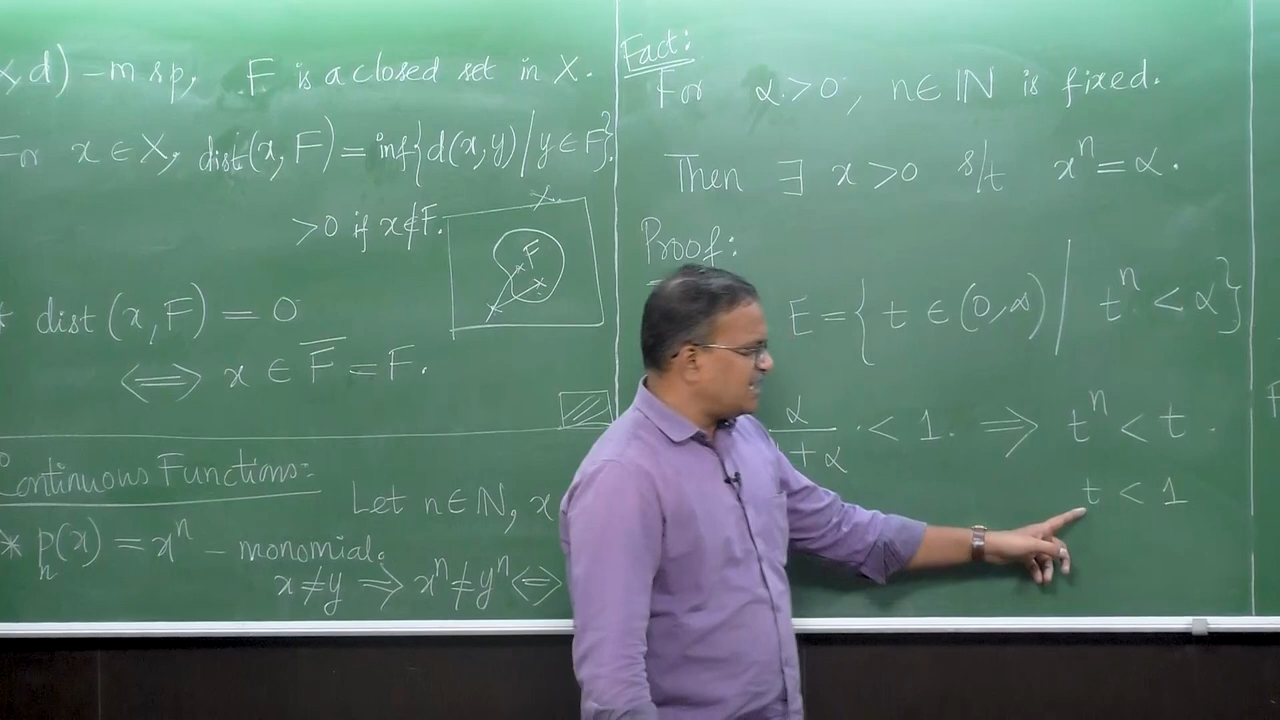 x,d) – m sp, F is a closed set in X.
For x ∈ X, dist(x, F) = inf{d(x,y) / y ∈ F}.
>0 if x∉F.
X
F
* dist (x, F) = 0
⟺ x ∈ F̅ = F.
Continuous Functions:
Let n∈ℕ, x
* pₙ(x) = xⁿ – monomial.
x≠y ⟹ xⁿ≠yⁿ ⟺
Fact:
For α > 0, n∈ℕ is fixed.
Then ∃ x>0 s/t xⁿ = α.
Proof:
E = { t ∈ (0,∞) | tⁿ < α}
α/+α < 1. ⟹ tⁿ < t.
t < 1